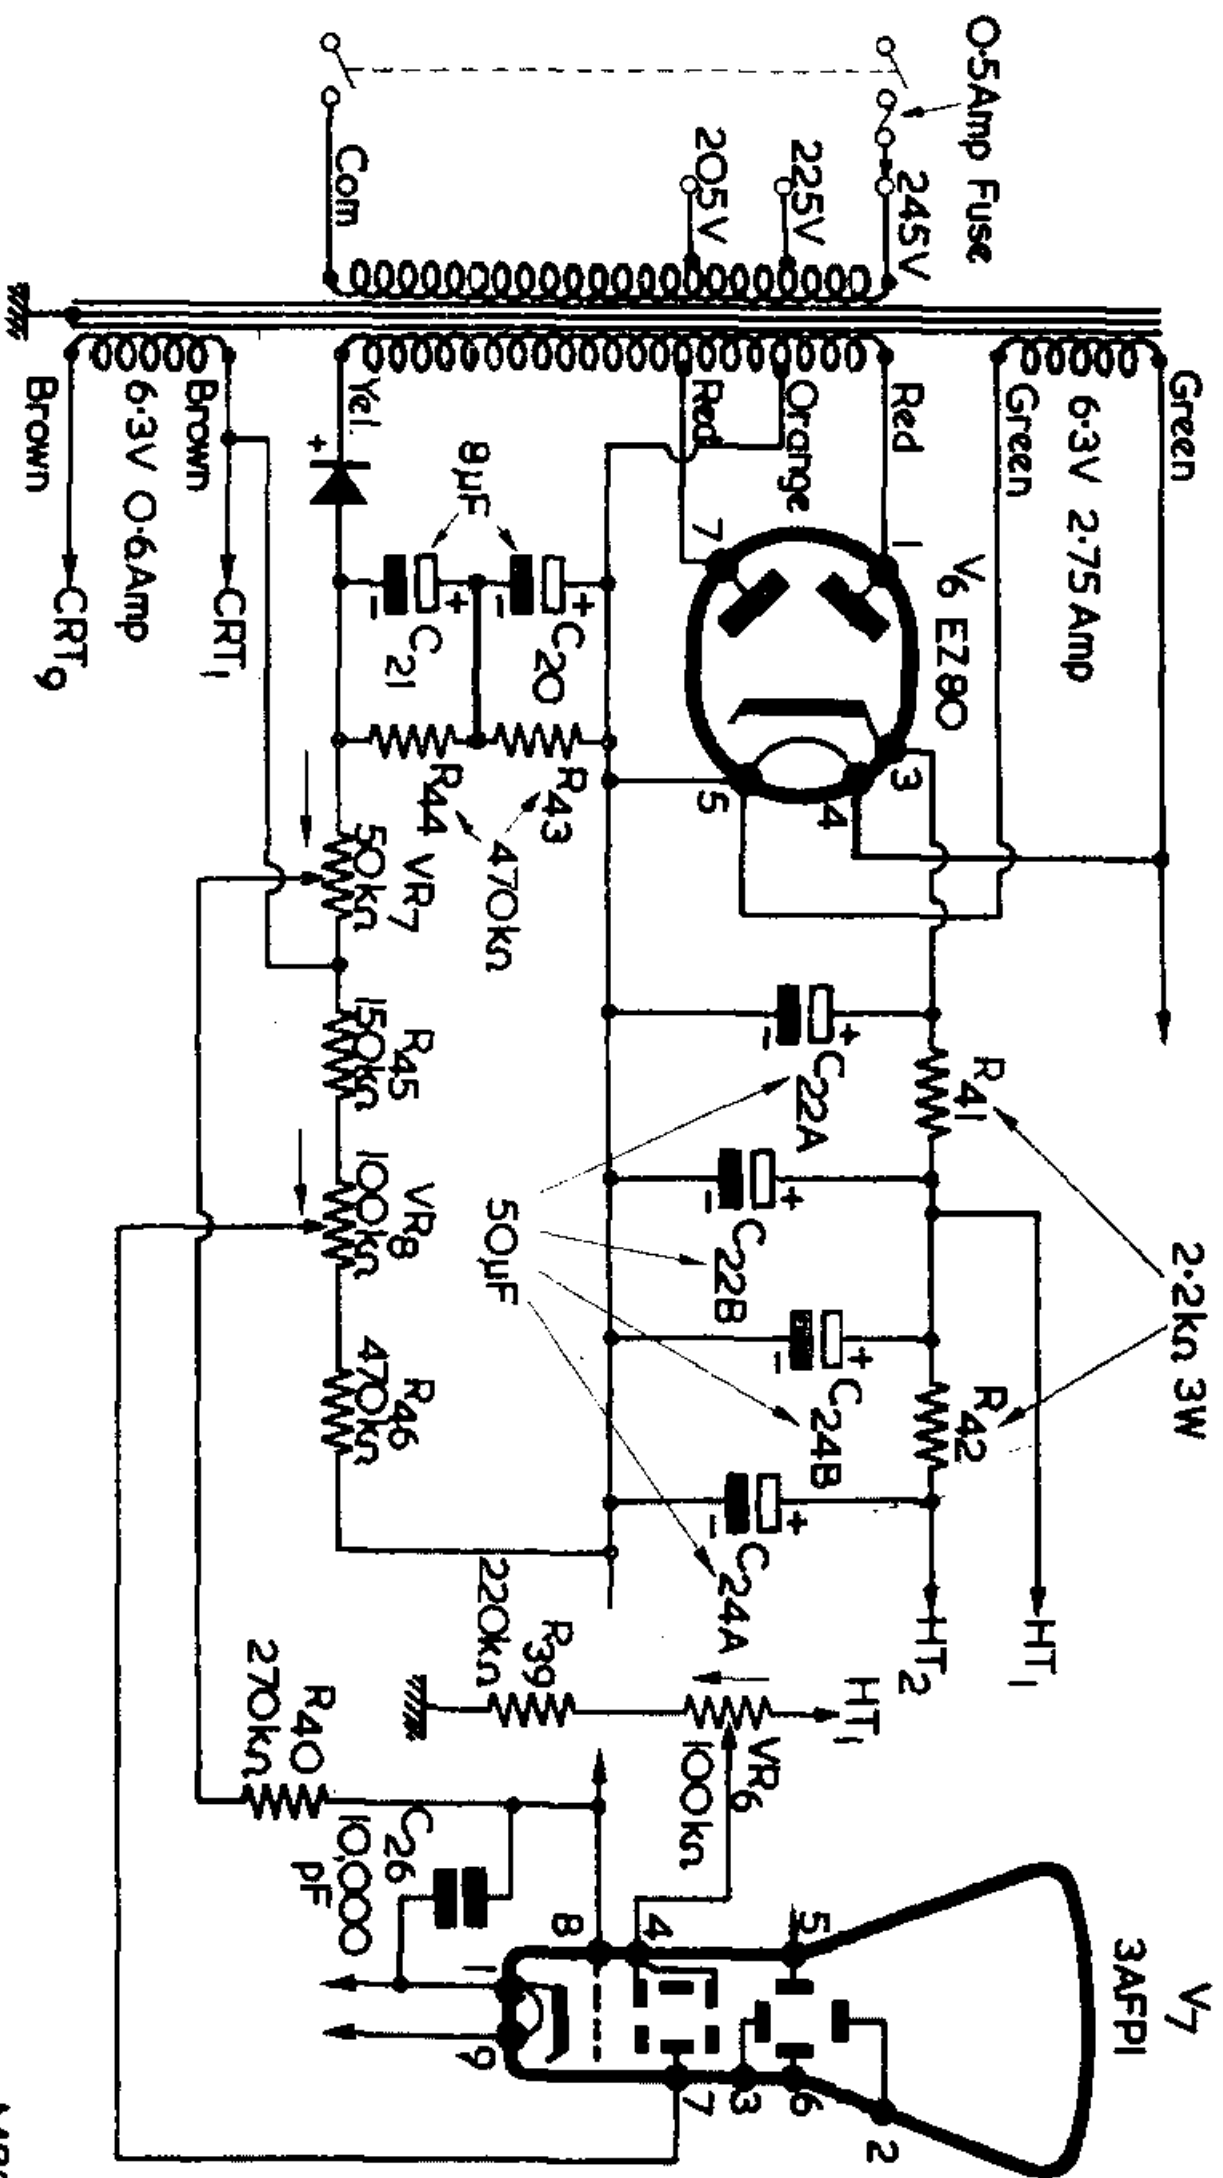 0·5Amp Fuse
245V
225V
205V
Com
Green
6·3V 2·75Amp
Green
Red
Orange
Red
Yel.
Brown
6·3V 0·6Amp
Brown
CRT1
CRT9
V6 EZ80
1
7
3
4
5
8µF
+
+
−
C20
+
−
C21
R43
R44
470kΩ
VR7
50kΩ
R45
150kΩ
VR8
100kΩ
R46
470kΩ
+
−
C22A
+
−
C22B
+
−
C24B
+
−
C24A
50µF
R41
R42
2·2kΩ 3W
HT1
HT2
HT1
VR6
100kΩ
R39
220kΩ
R40
270kΩ
C26
10,000
pF
V7
3AFP1
5
4
8
1
9
7
3
6
2